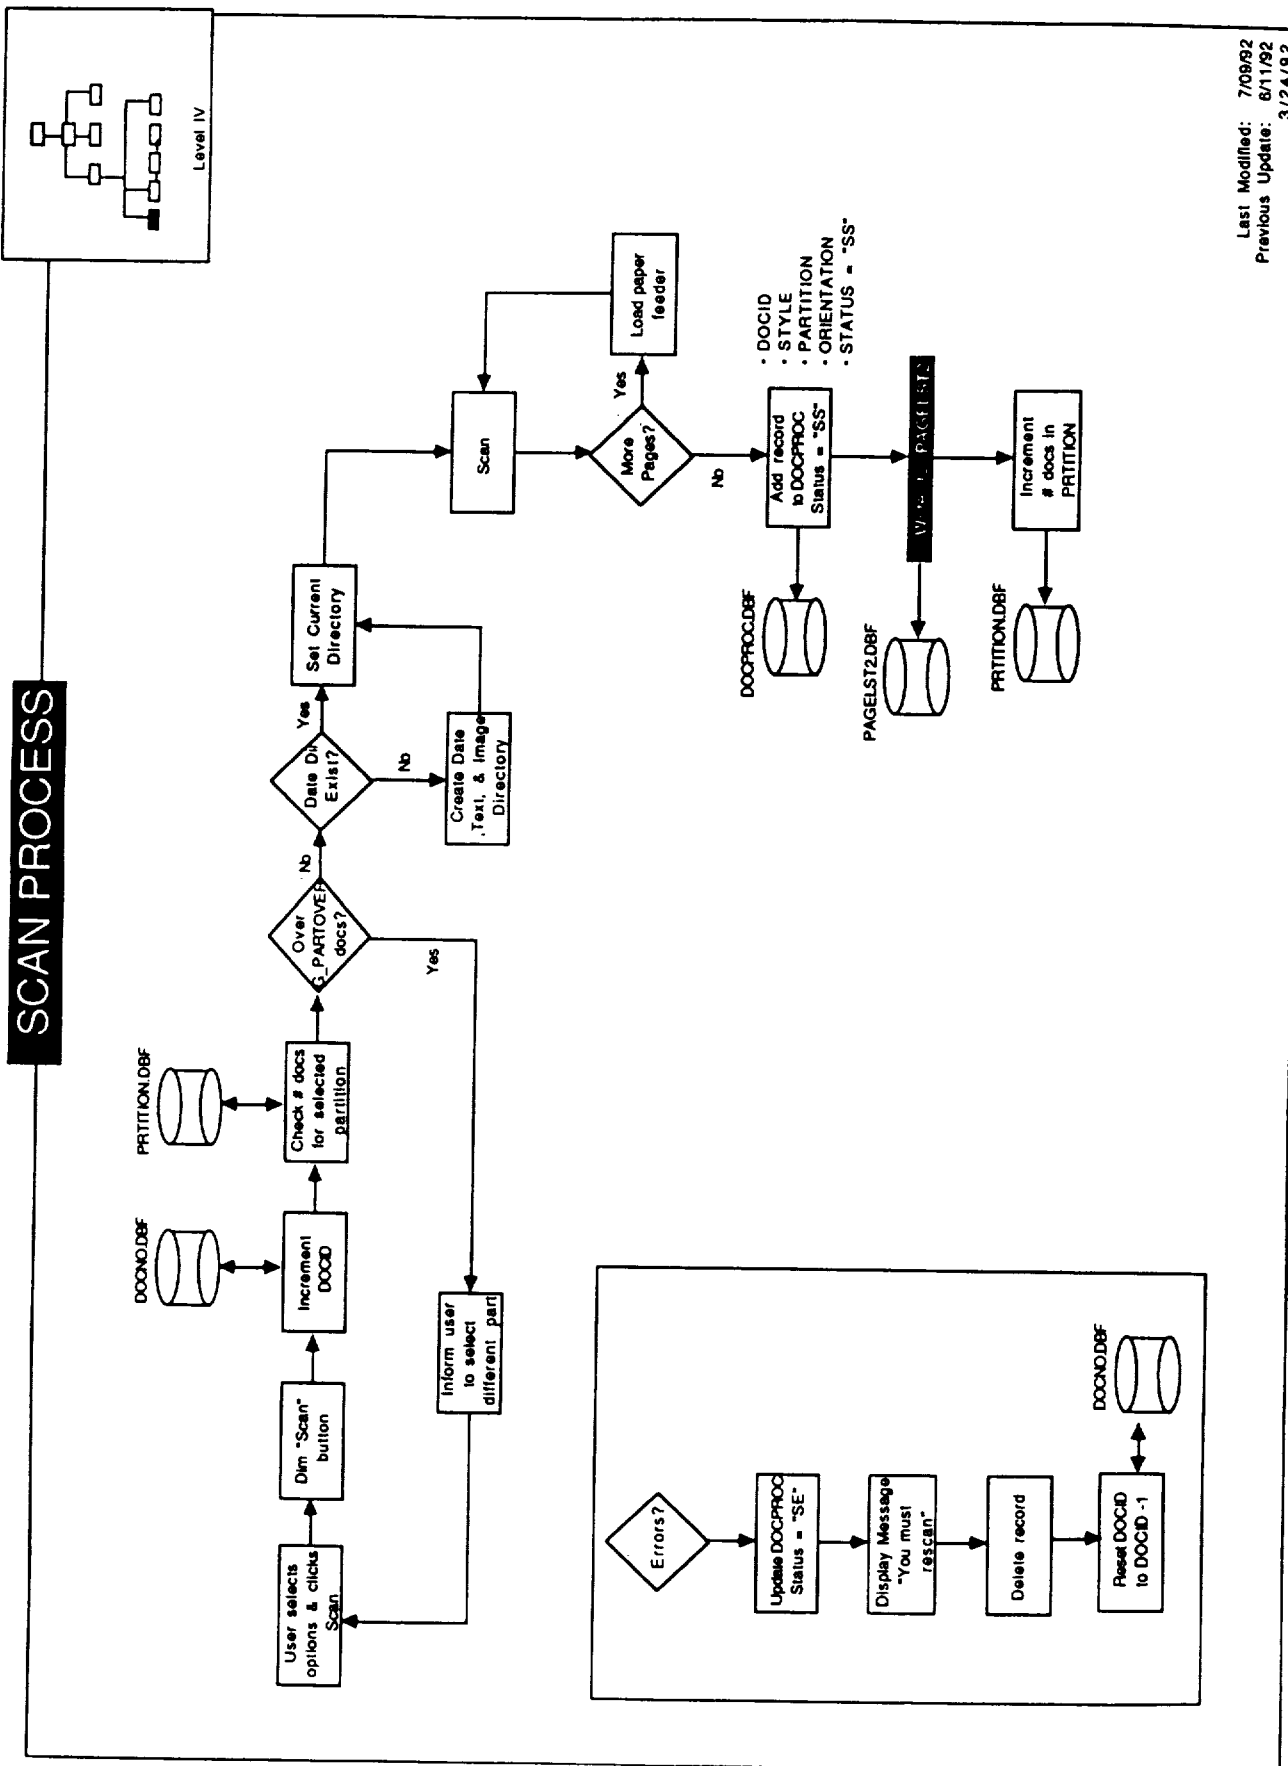 SCAN PROCESS
Level IV
DOCNO.DBF
PRTITION.DBF
User selects
options & clicks
Scan
Dim "Scan"
button
Increment
DOCID
Check # docs
for selected
partition
Over
G_PARTOVER
docs?
No
Yes
Date Dir
Exist?
Yes
No
Set Current
Directory
Create Date
,Text, & Image
Directory
Inform user
to select
different part
Scan
More
Pages?
Yes
Load paper
feeder
No
Add record
to DOCPROC
Status = "SS"
· DOCID
· STYLE
· PARTITION
· ORIENTATION
· STATUS = "SS"
DOCPROC.DBF
PAGELST2.DBF
Increment
# docs in
PRTITION
PRTITION.DBF
Errors?
Update DOCPROC
Status = "SE"
Display Message
"You must
rescan"
Delete record
Reset DOCID
to DOCID -1
DOCNO.DBF
Last Modified: 7/09/92
Previous Update: 6/11/92
3/24/92